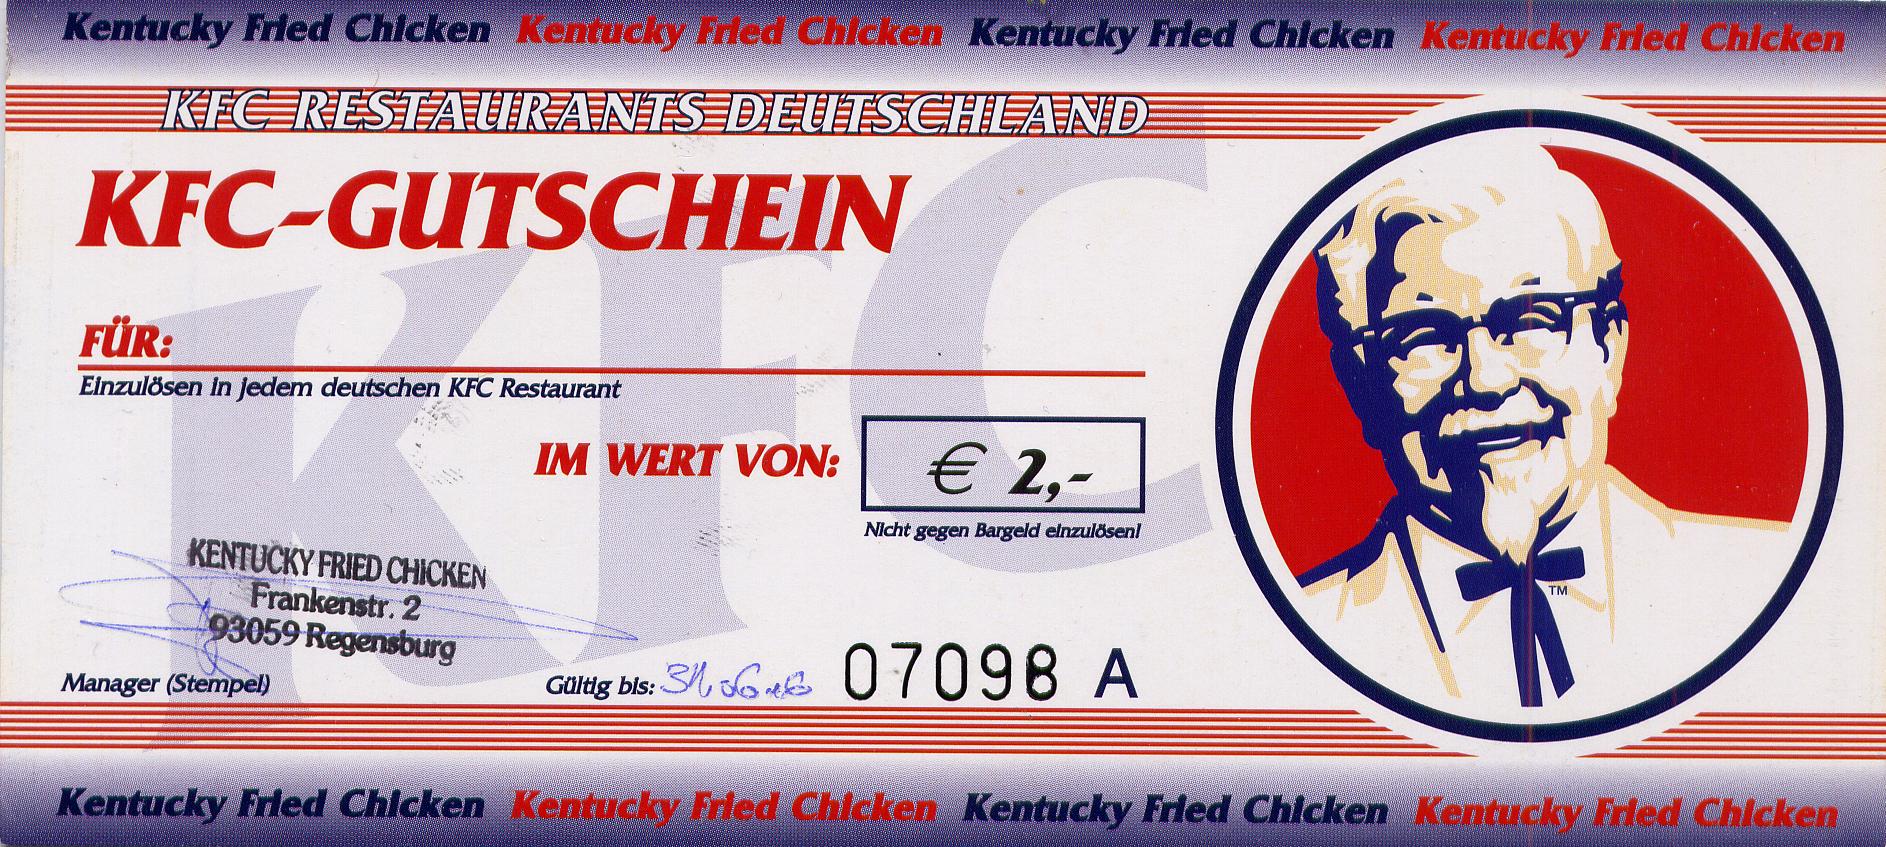 Kentucky Fried Chicken Kentucky Fried Chicken Kentucky Fried Chicken Kentucky Fried Chicken
KFC RESTAURANTS DEUTSCHLAND
KFC-GUTSCHEIN
FÜR:
Einzulösen in jedem deutschen KFC Restaurant
IM WERT VON: € 2,-
Nicht gegen Bargeld einzulösen!
KENTUCKY FRIED CHICKEN
Frankenstr. 2
93059 Regensburg
Manager (Stempel)
Gültig bis:
07098 A
KFC
TM
Kentucky Fried Chicken Kentucky Fried Chicken Kentucky Fried Chicken Kentucky Fried Chicken